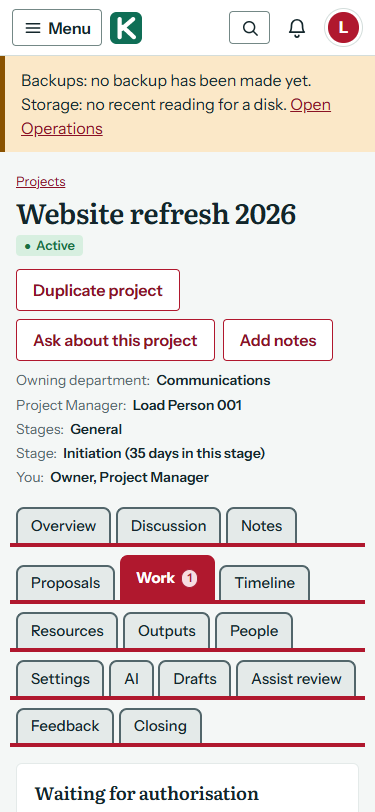 Menu
K
L
Backups: no backup has been made yet.
Storage: no recent reading for a disk. Open
Operations
Projects
Website refresh 2026
Active
Duplicate project
Ask about this project Add notes
Owning department: Communications
Project Manager: Load Person 001
Stages: General
Stage: Initiation (35 days in this stage)
You: Owner, Project Manager
Overview Discussion Notes
Proposals Work 1 Timeline
Resources Outputs People
Settings AI Drafts Assist review
Feedback Closing
Waiting for authorisation